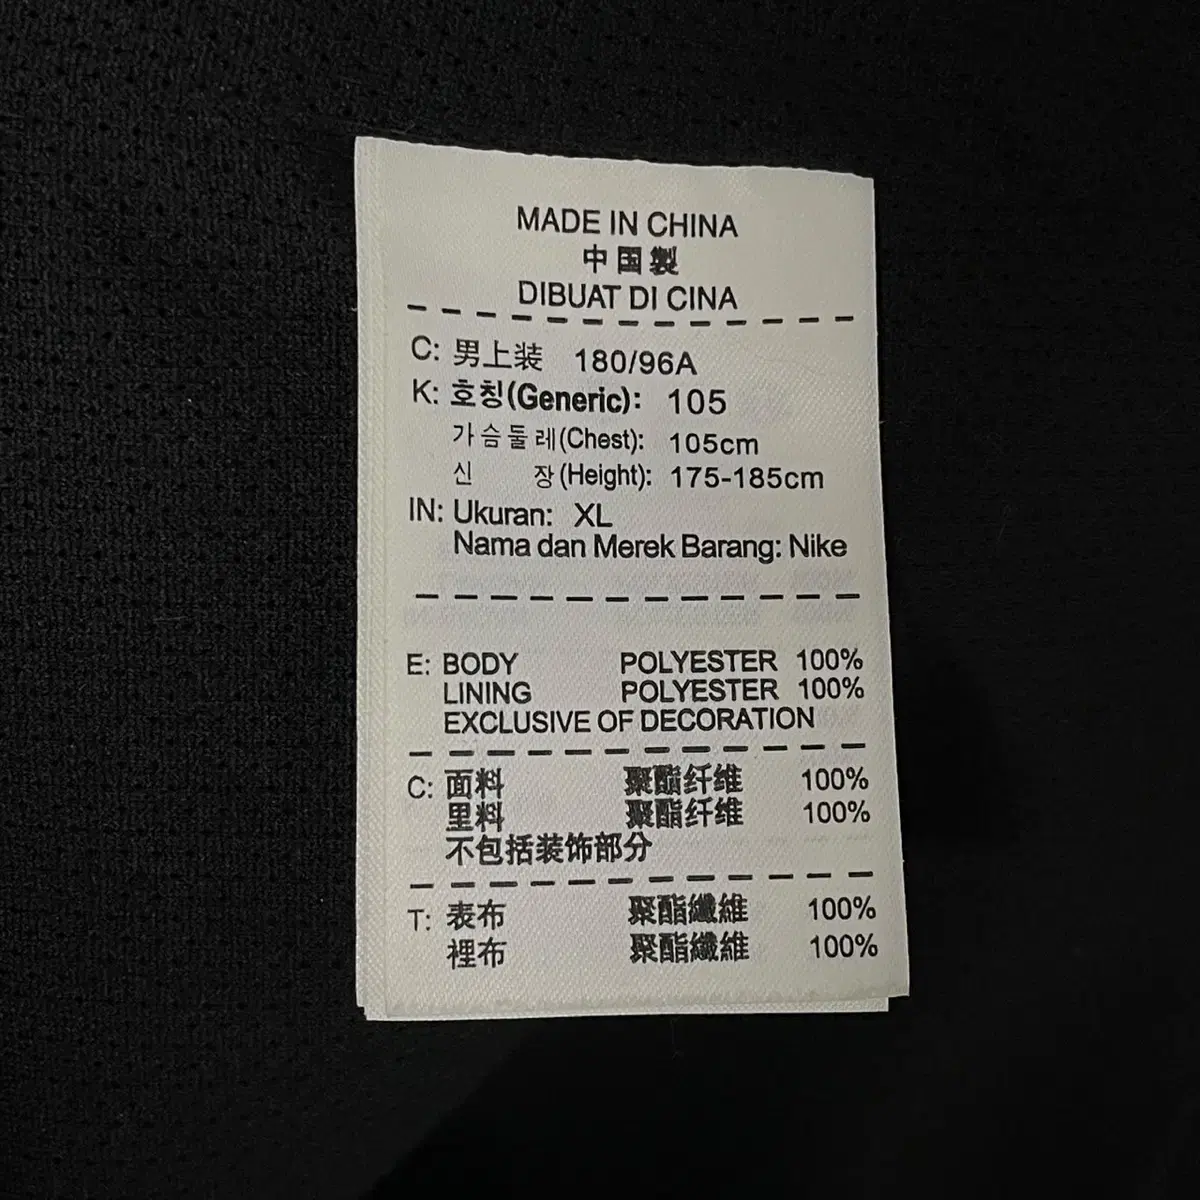 MADE IN CHINA
中国製
DIBUAT DI CINA
C: 男上装 180/96A
K: 호칭(Generic): 105
가슴둘레(Chest): 105cm
신 장(Height): 175-185cm
IN: Ukuran: XL
Nama dan Merek Barang: Nike
E: BODY POLYESTER 100%
LINING POLYESTER 100%
EXCLUSIVE OF DECORATION
C: 面料 聚酯纤维 100%
里料 聚酯纤维 100%
不包括装饰部分
T: 表布 聚酯纖維 100%
裡布 聚酯纖維 100%